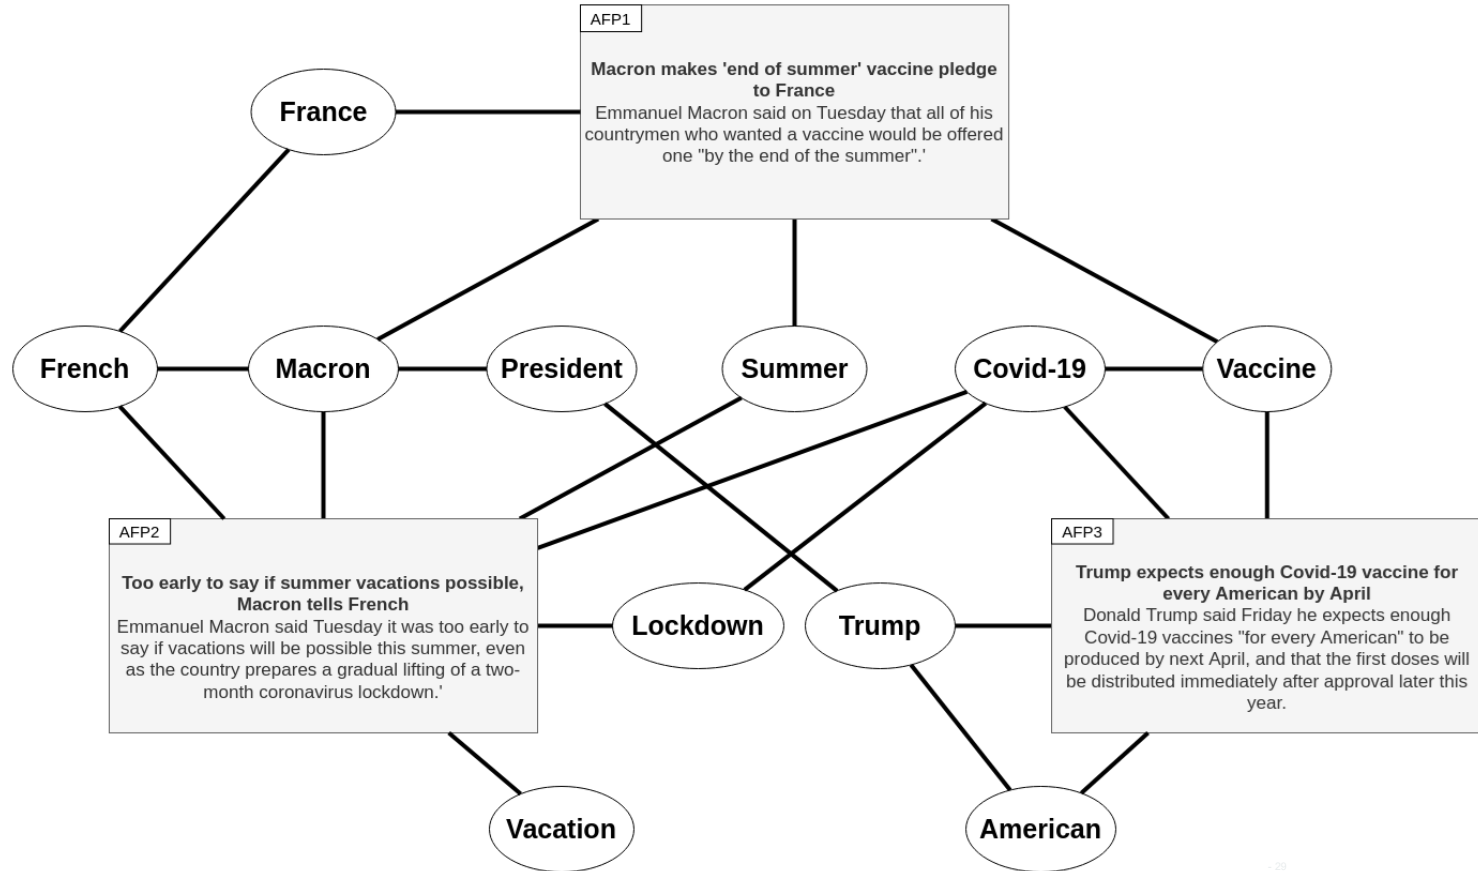 AFP1
Macron makes 'end of summer' vaccine pledge
to France
Emmanuel Macron said on Tuesday that all of his
countrymen who wanted a vaccine would be offered
one "by the end of the summer".'
France
French
Macron
President
Summer
Covid-19
Vaccine
AFP2
Too early to say if summer vacations possible,
Macron tells French
Emmanuel Macron said Tuesday it was too early to
say if vacations will be possible this summer, even
as the country prepares a gradual lifting of a two-
month coronavirus lockdown.'
Lockdown
Trump
AFP3
Trump expects enough Covid-19 vaccine for
every American by April
Donald Trump said Friday he expects enough
Covid-19 vaccines "for every American" to be
produced by next April, and that the first doses will
be distributed immediately after approval later this
year.
Vacation
American
- 29